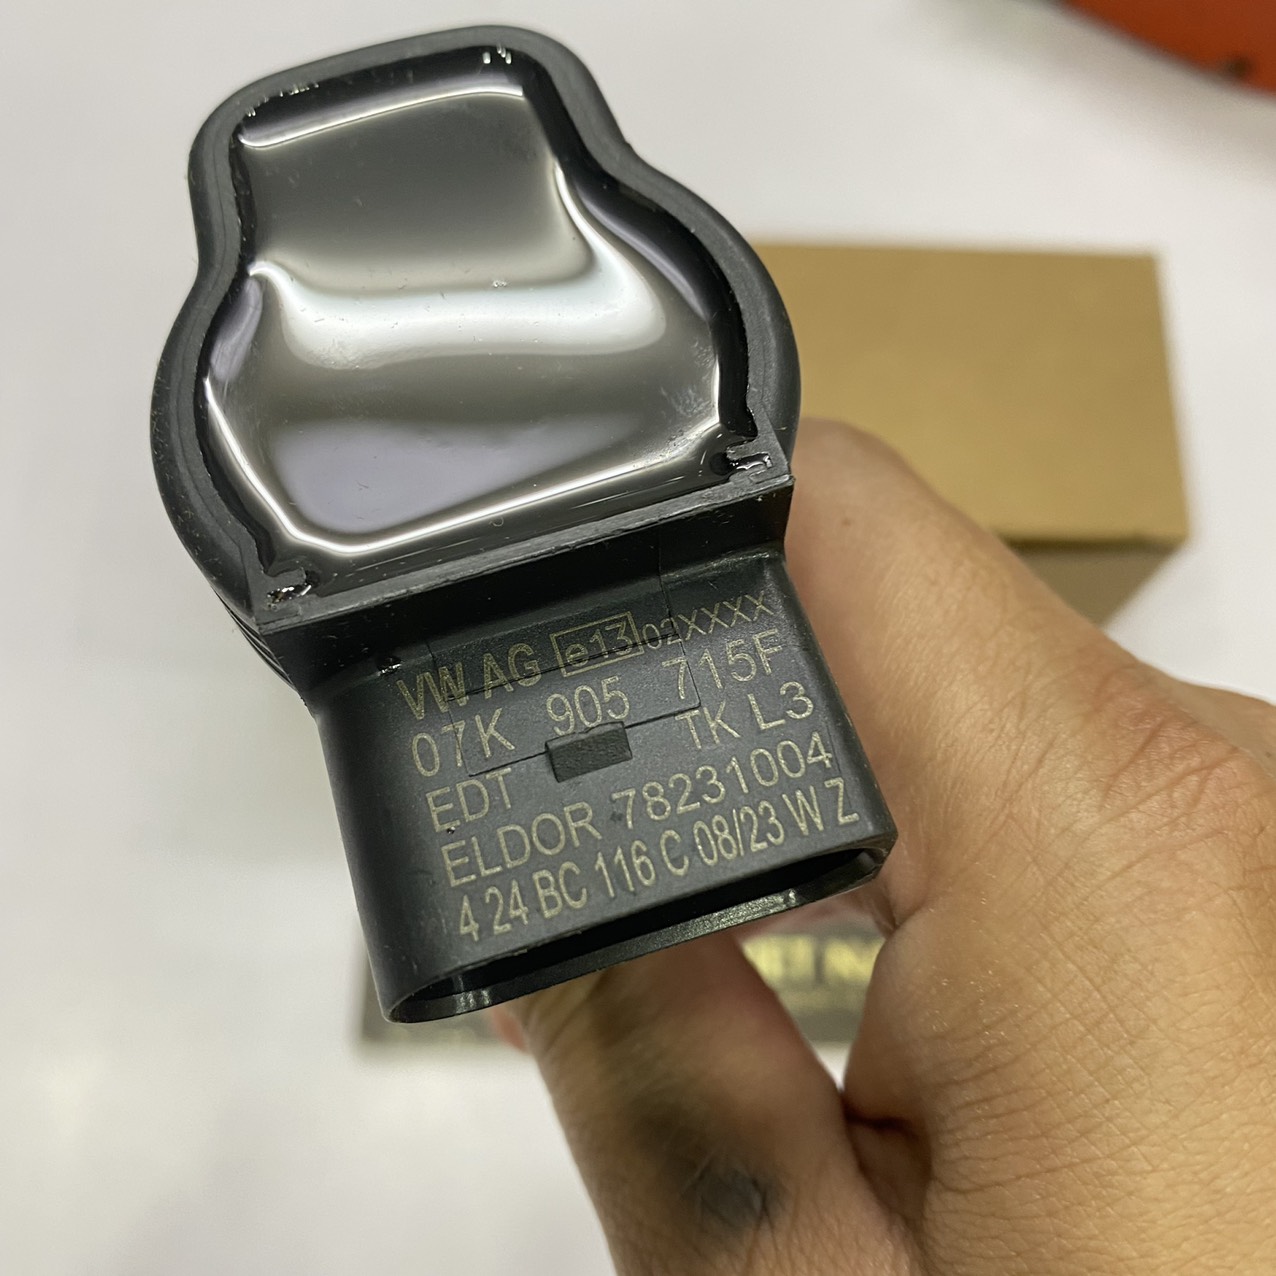 VW AG e13 02XXXX
07K 905 715F
EDT TK L3
ELDOR 78231004
4 24 BC 116 C 08/23 W Z